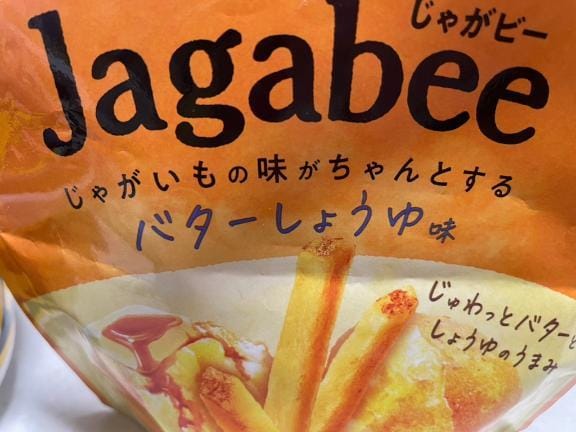 じゃがビー
Jagabee
じゃがいもの味がちゃんとする
バターしょうゆ味
じゅわっとバターと
しょうゆのうまみ